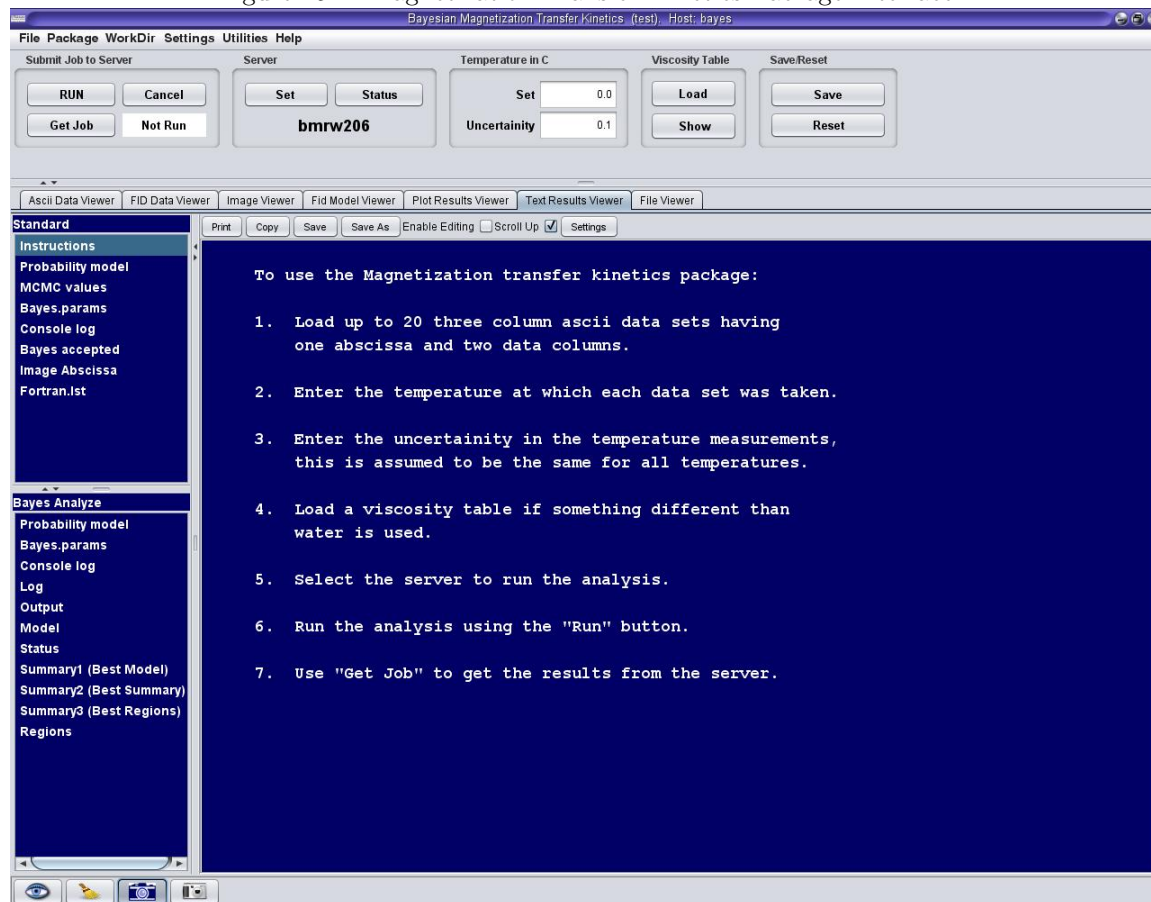 Bayesian Magnetization Transfer Kinetics (test), Host: bayes
File Package WorkDir Settings Utilities Help
Submit Job to Server
Server
Temperature in C
Viscosity Table
Save/Reset
RUN Cancel
Set Status
Set 0.0
Load
Save
Get Job Not Run
bmrw206
Uncertainity 0.1
Show
Reset
Ascii Data Viewer FID Data Viewer Image Viewer Fid Model Viewer Plot Results Viewer Text Results Viewer File Viewer
Standard
Instructions
Probability model
MCMC values
Bayes.params
Console log
Bayes accepted
Image Abscissa
Fortran.lst
Bayes Analyze
Probability model
Bayes.params
Console log
Log
Output
Model
Status
Summary1 (Best Model)
Summary2 (Best Summary)
Summary3 (Best Regions)
Regions
Print Copy Save Save As Enable Editing Scroll Up Settings
To use the Magnetization transfer kinetics package:
1. Load up to 20 three column ascii data sets having
one abscissa and two data columns.
2. Enter the temperature at which each data set was taken.
3. Enter the uncertainity in the temperature measurements,
this is assumed to be the same for all temperatures.
4. Load a viscosity table if something different than
water is used.
5. Select the server to run the analysis.
6. Run the analysis using the "Run" button.
7. Use "Get Job" to get the results from the server.